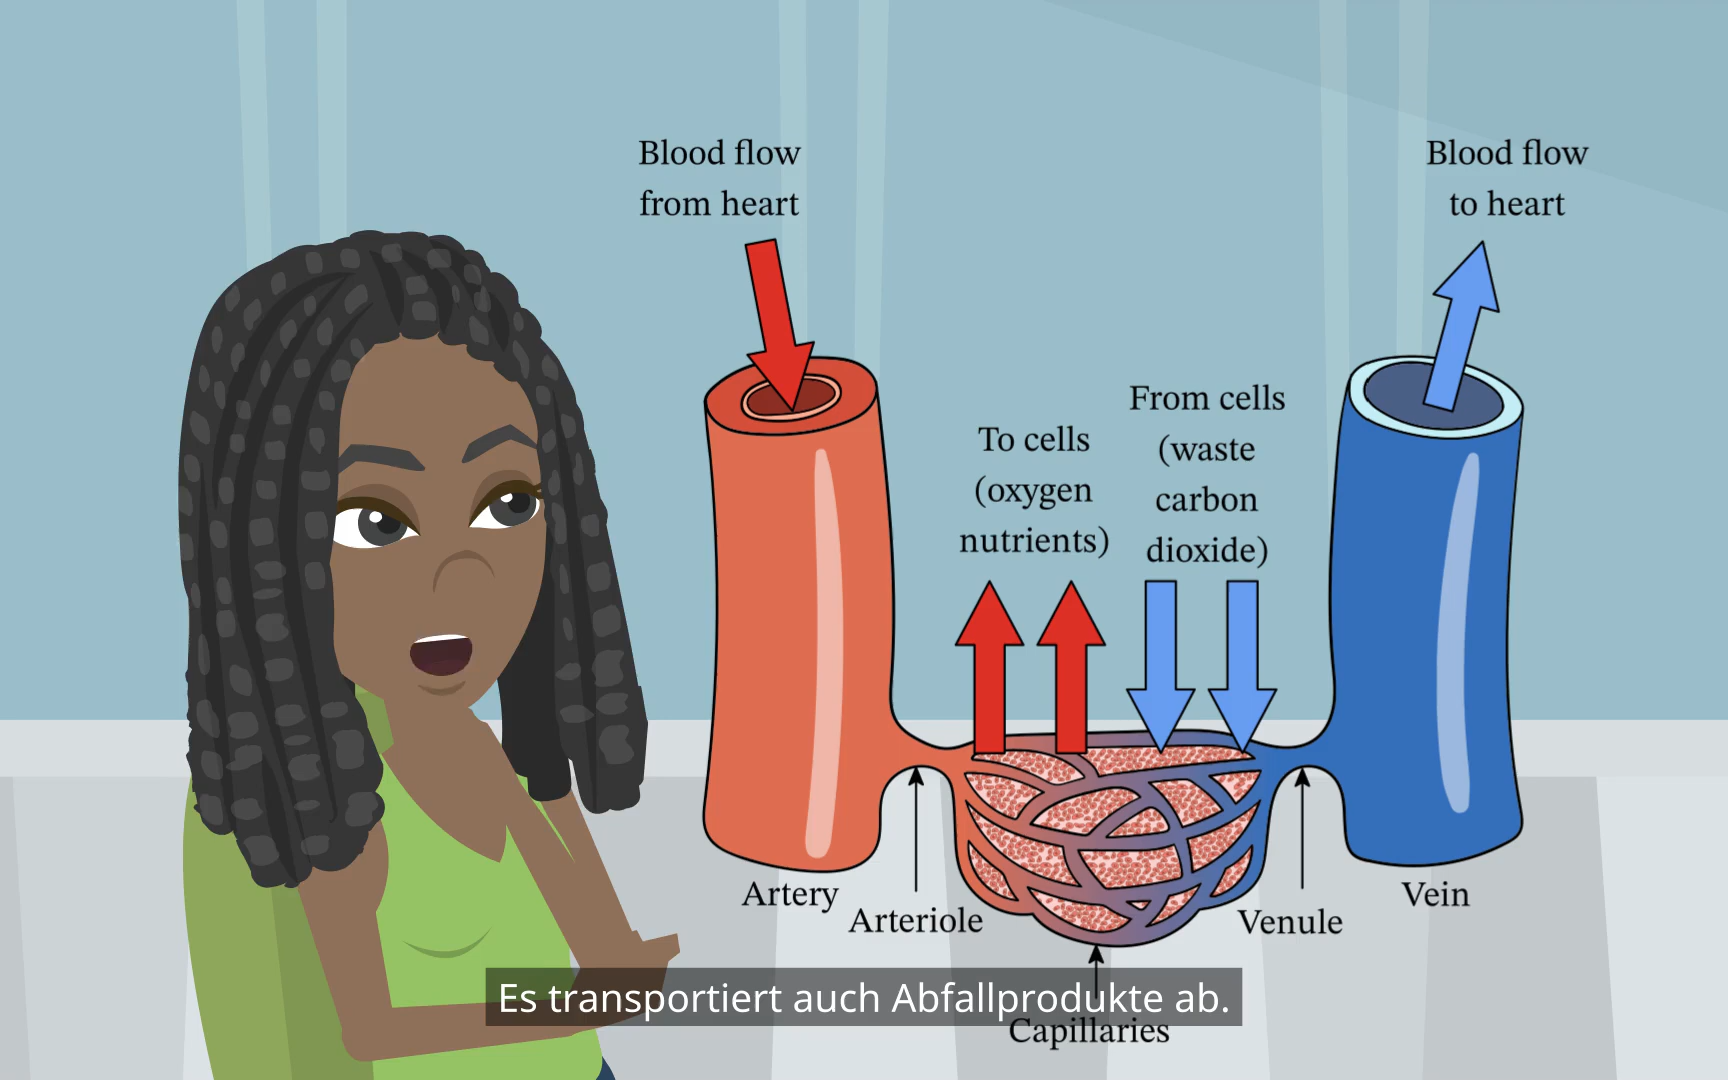 Blood flow
from heart
Blood flow
to heart
To cells
(oxygen
nutrients)
From cells
(waste
carbon
dioxide)
Artery
Arteriole
Capillaries
Venule
Vein
Es transportiert auch Abfallprodukte ab.